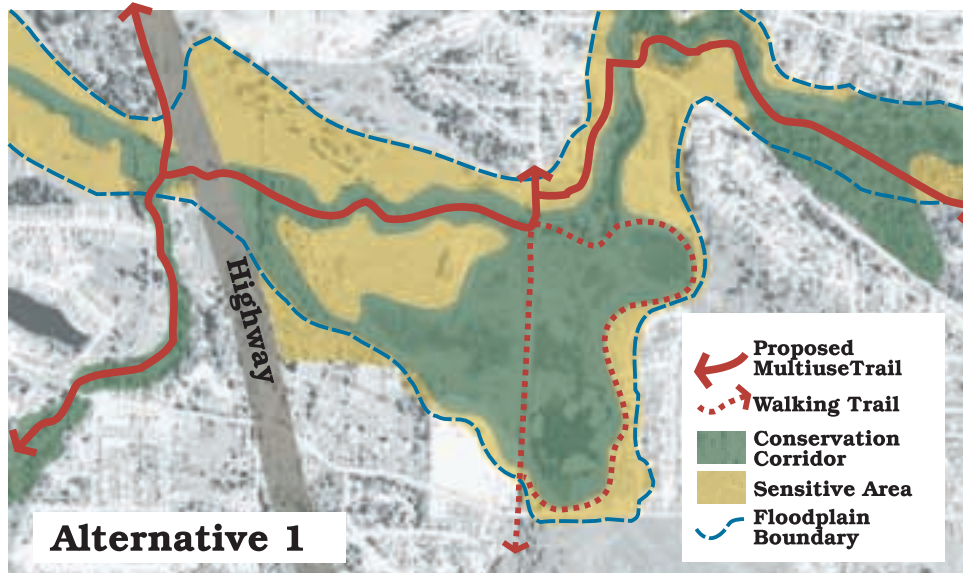 Highway
Proposed
MultiuseTrail
Walking Trail
Conservation
Corridor
Sensitive Area
Floodplain
Boundary
Alternative 1